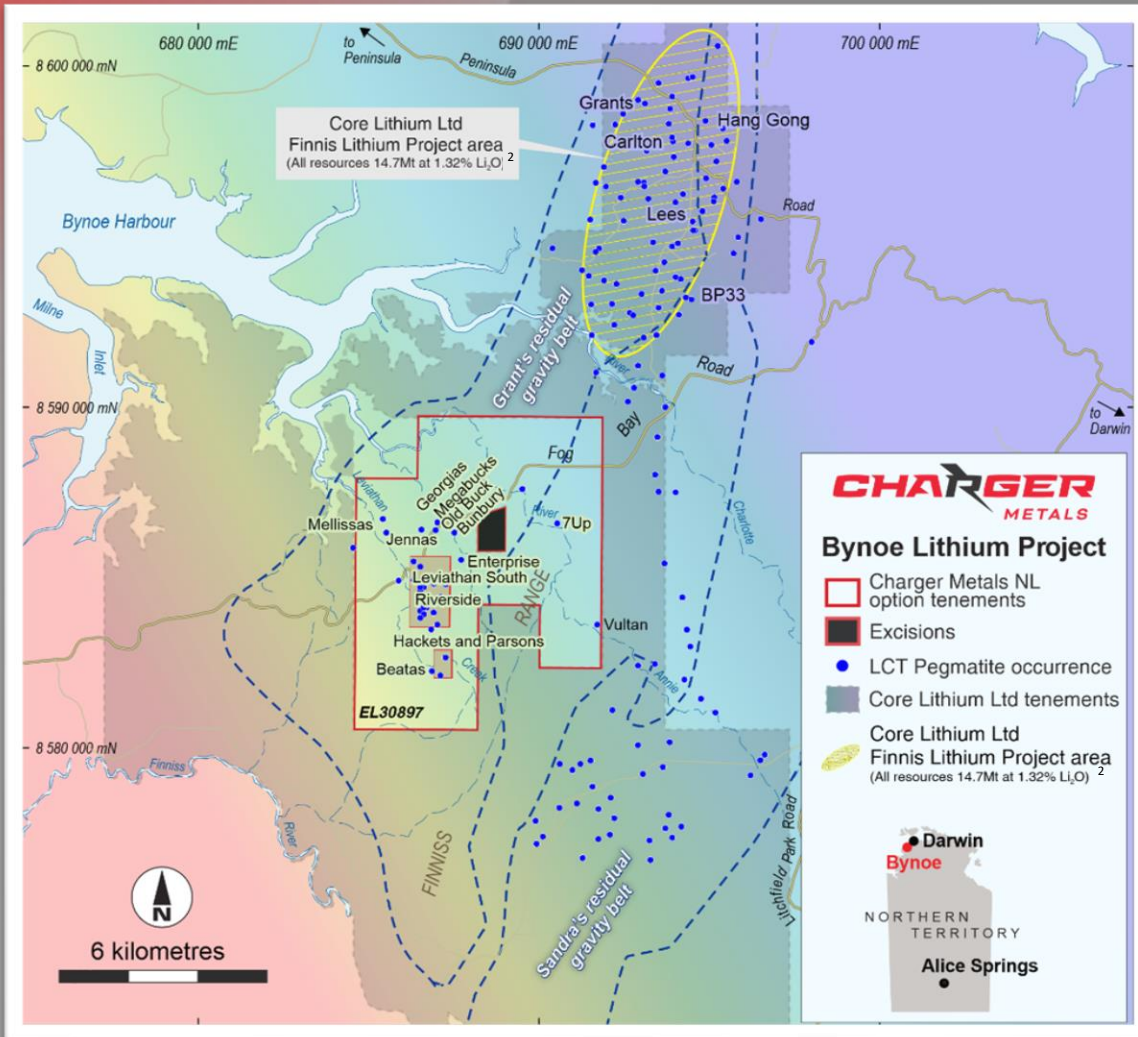 680 000 mE
690 000 mE
700 000 mE
to
Peninsula
Peninsula
8 600 000 mN
Core Lithium Ltd
Finnis Lithium Project area
(All resources 14.7Mt at 1.32% Li₂O) 2
Grants
Hang Gong
Carlton
Lees
Road
BP33
Bynoe Harbour
Milne
Inlet
Grant's residual
gravity belt
River
Road
Bay
Fog
8 590 000 mN
to
Darwin
Leviathan
Georgias
Megabucks
Old Buck
Bunbury
River
7Up
Mellissas
Jennas
Charlotte
Enterprise
Leviathan South
Riverside
RANGE
Hackets and Parsons
Vultan
Beatas
Creek
Annie
EL30897
8 580 000 mN
Finniss
River
FINNISS
Sandra's residual
gravity belt
Litchfield Park Road
N
6 kilometres
CHARGER
METALS
Bynoe Lithium Project
Charger Metals NL
option tenements
Excisions
LCT Pegmatite occurrence
Core Lithium Ltd tenements
Core Lithium Ltd
Finnis Lithium Project area
(All resources 14.7Mt at 1.32% Li₂O) 2
Darwin
Bynoe
NORTHERN
TERRITORY
Alice Springs